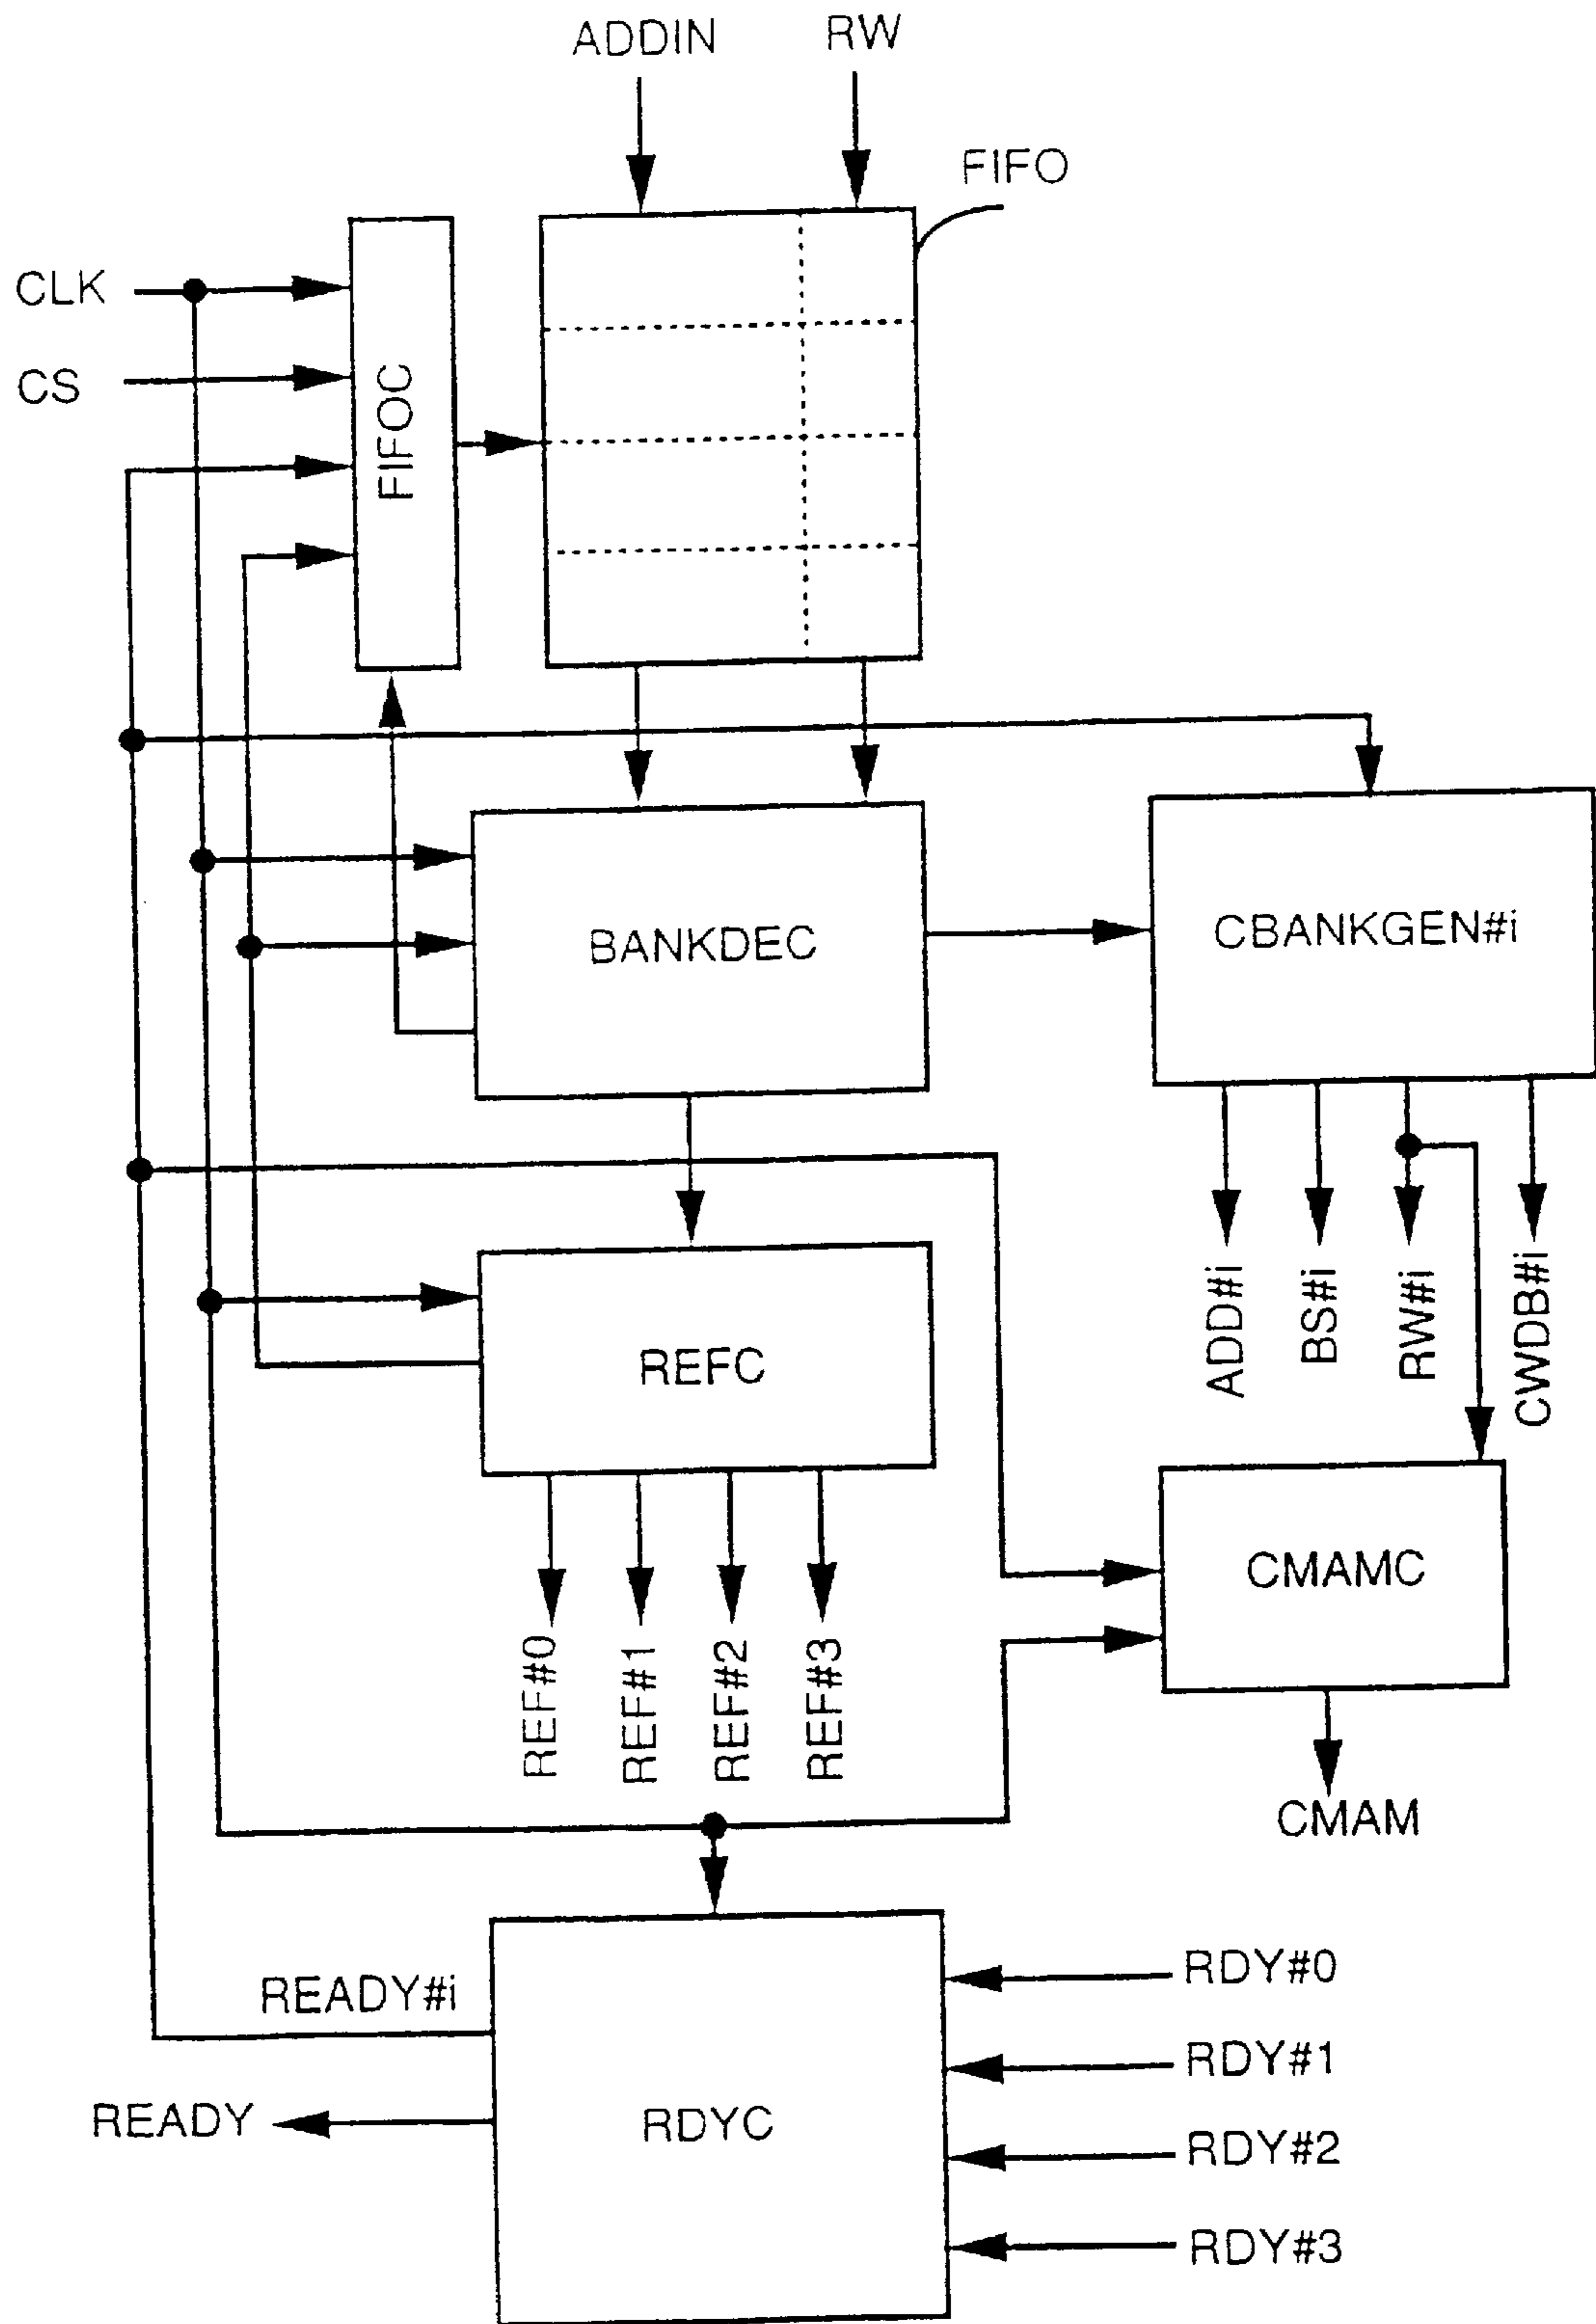 ADDIN RW
FIFO
CLK
CS
FIFOC
BANKDEC
CBANKGEN#i
ADD#i
BS#i
RW#i
CWDB#i
REFC
CMAMC
REF#0
REF#1
REF#2
REF#3
CMAM
READY#i
RDY#0
RDY#1
READY
RDYC
RDY#2
RDY#3